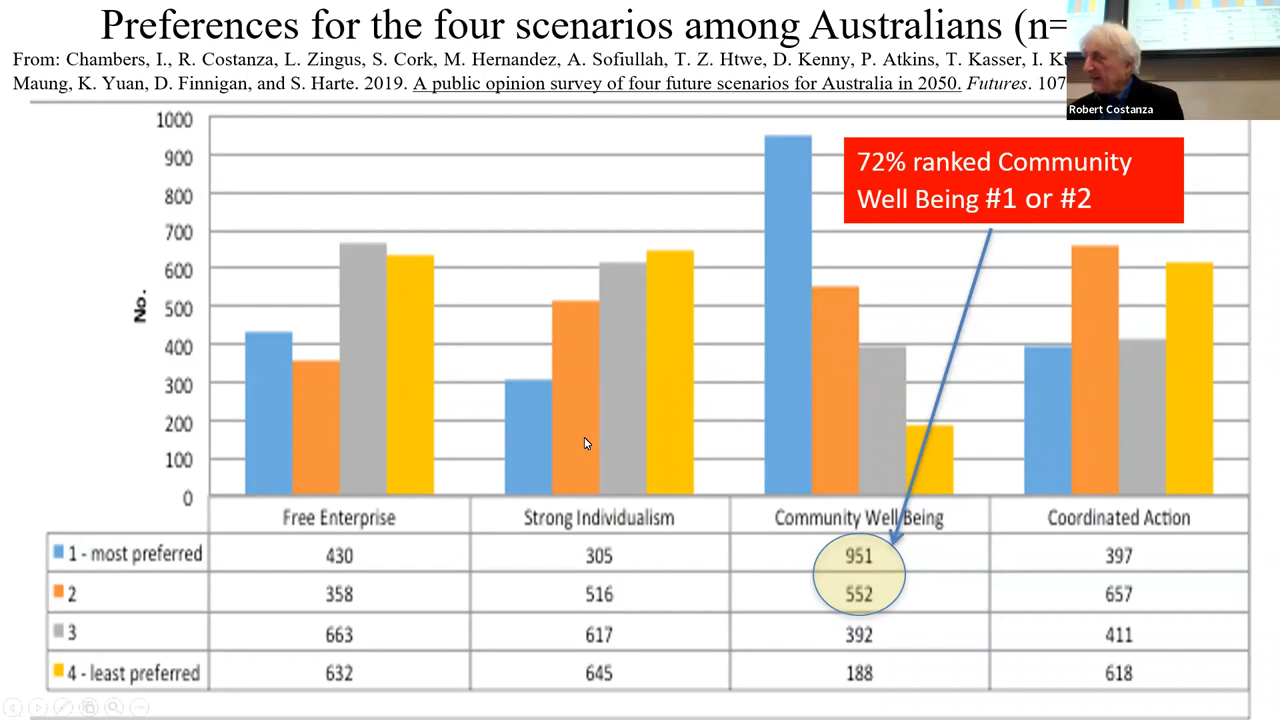 Preferences for the four scenarios among Australians (n=
From: Chambers, I., R. Costanza, L. Zingus, S. Cork, M. Hernandez, A. Sofiullah, T. Z. Htwe, D. Kenny, P. Atkins, T. Kasser, I.
Maung, K. Yuan, D. Finnigan, and S. Harte. 2019. A public opinion survey of four future scenarios for Australia in 2050. Futures. 107
Robert Costanza
72% ranked Community
Well Being #1 or #2
1000
900
800
700
600
500
400
300
200
100
0
No.
Free Enterprise Strong Individualism Community Well Being Coordinated Action
1 - most preferred 430 305 951 397
2 358 516 552 657
3 663 617 392 411
4 - least preferred 632 645 188 618